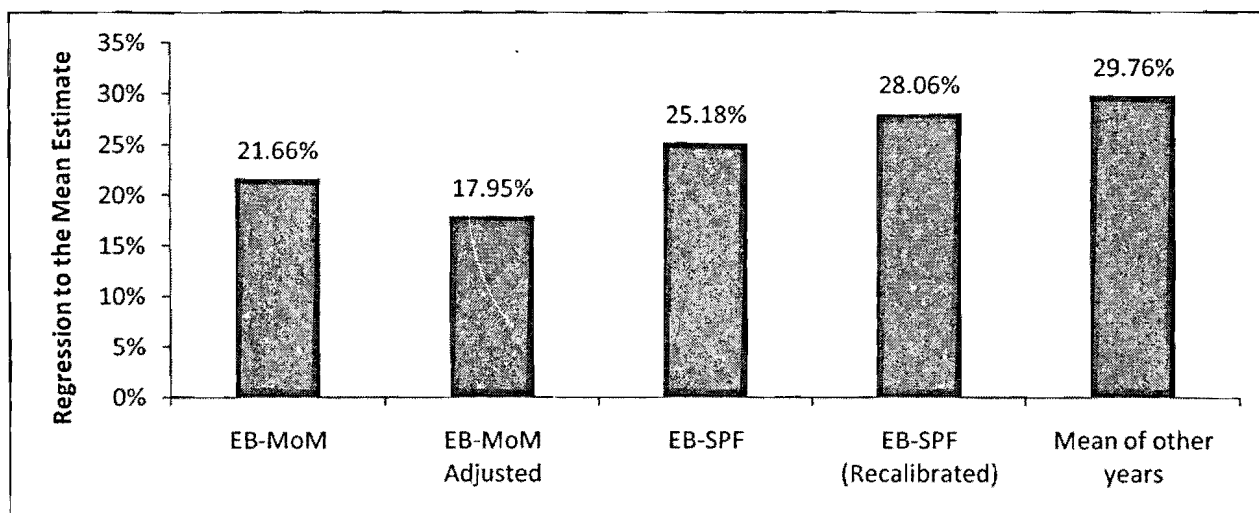 Regression to the Mean Estimate
35%
30%
25%
20%
15%
10%
5%
0%
21.66%
17.95%
25.18%
28.06%
29.76%
EB-MoM
EB-MoM
Adjusted
EB-SPF
EB-SPF
(Recalibrated)
Mean of other
years